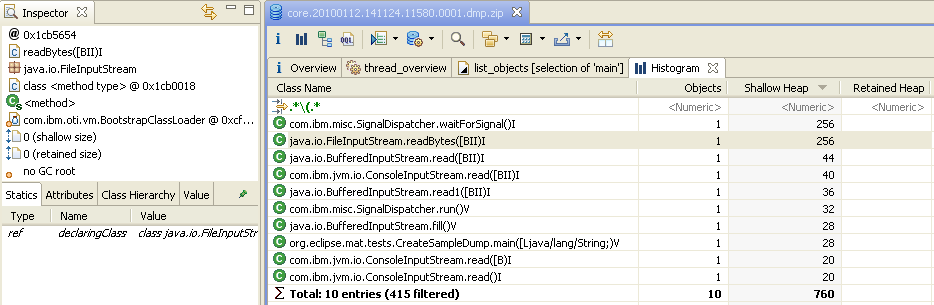 Inspector
0x1cb5654
readBytes([BII)I
java.io.FileInputStream
class <method type> @ 0x1cb0018
<method>
com.ibm.oti.vm.BootstrapClassLoader @ 0xcf...
0 (shallow size)
0 (retained size)
no GC root
Statics Attributes Class Hierarchy Value
Type Name Value
ref declaringClass class java.io.FileInputStr
core.20100112.141124.11580.0001.dmp.zip
OQL
i Overview thread_overview list_objects [selection of 'main'] Histogram
Class Name Objects Shallow Heap Retained Heap
.*\(.* <Numeric> <Numeric> <Numeric>
com.ibm.misc.SignalDispatcher.waitForSignal()I 1 256
java.io.FileInputStream.readBytes([BII)I 1 256
java.io.BufferedInputStream.read([BII)I 1 44
com.ibm.jvm.io.ConsoleInputStream.read([BII)I 1 40
java.io.BufferedInputStream.read1([BII)I 1 36
com.ibm.misc.SignalDispatcher.run()V 1 32
java.io.BufferedInputStream.fill()V 1 28
org.eclipse.mat.tests.CreateSampleDump.main([Ljava/lang/String;)V 1 28
com.ibm.jvm.io.ConsoleInputStream.read([B)I 1 20
com.ibm.jvm.io.ConsoleInputStream.read()I 1 20
Σ Total: 10 entries (415 filtered) 10 760